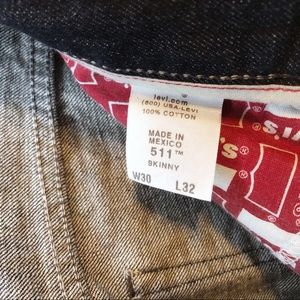 levi.com
(800) USA-LEVI
100% COTTON
MADE IN
MEXICO
511™
SKINNY
W30 L32